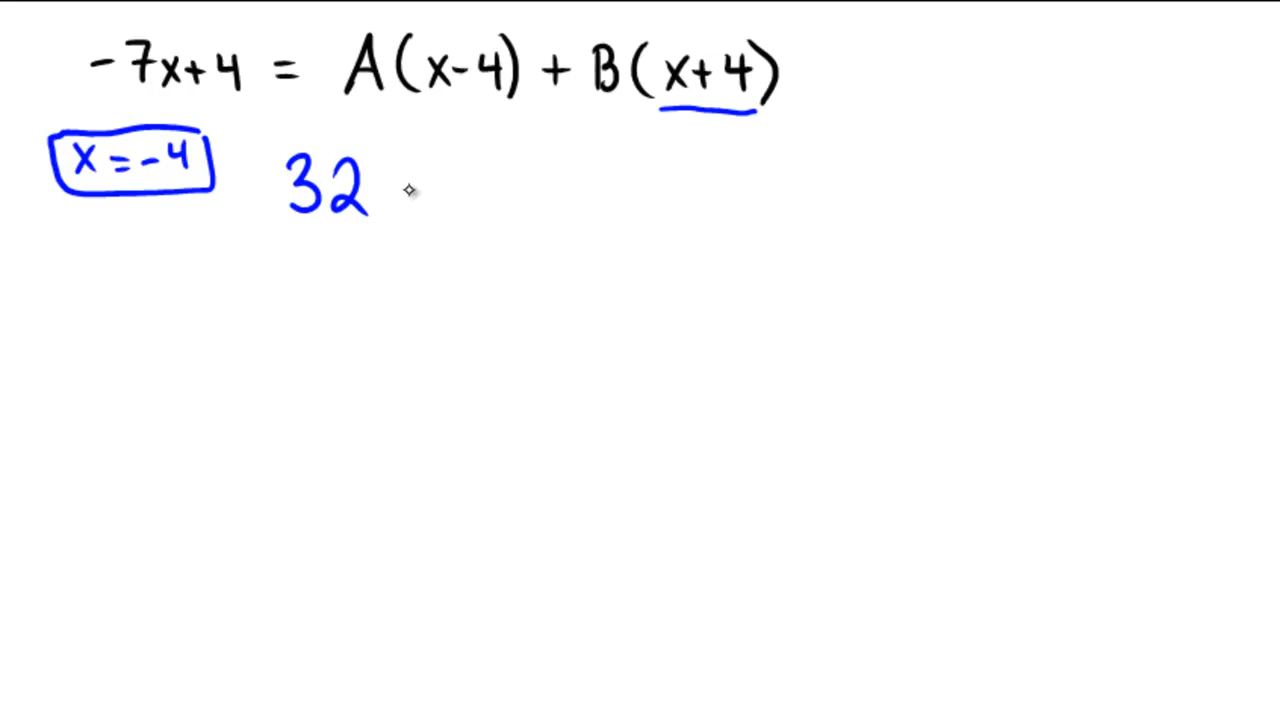 -7x+4 = A(x-4) + B(x+4)
x=-4 32